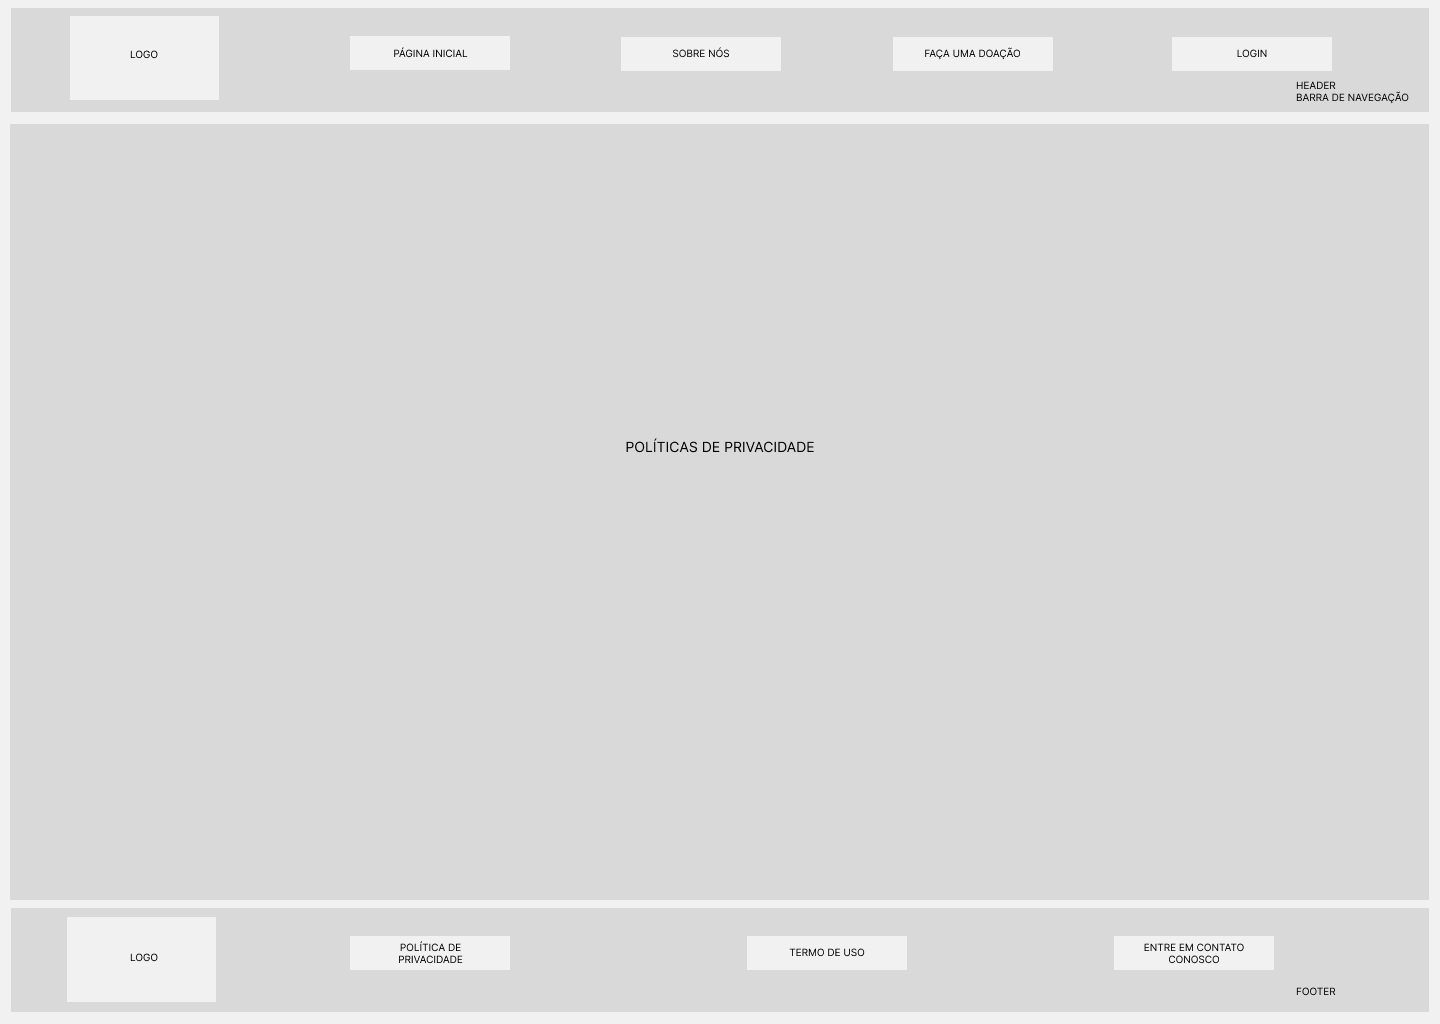 LOGO
PÁGINA INICIAL
SOBRE NÓS
FAÇA UMA DOAÇÃO
LOGIN
HEADER
BARRA DE NAVEGAÇÃO
POLÍTICAS DE PRIVACIDADE
LOGO
POLÍTICA DE
PRIVACIDADE
TERMO DE USO
ENTRE EM CONTATO
CONOSCO
FOOTER